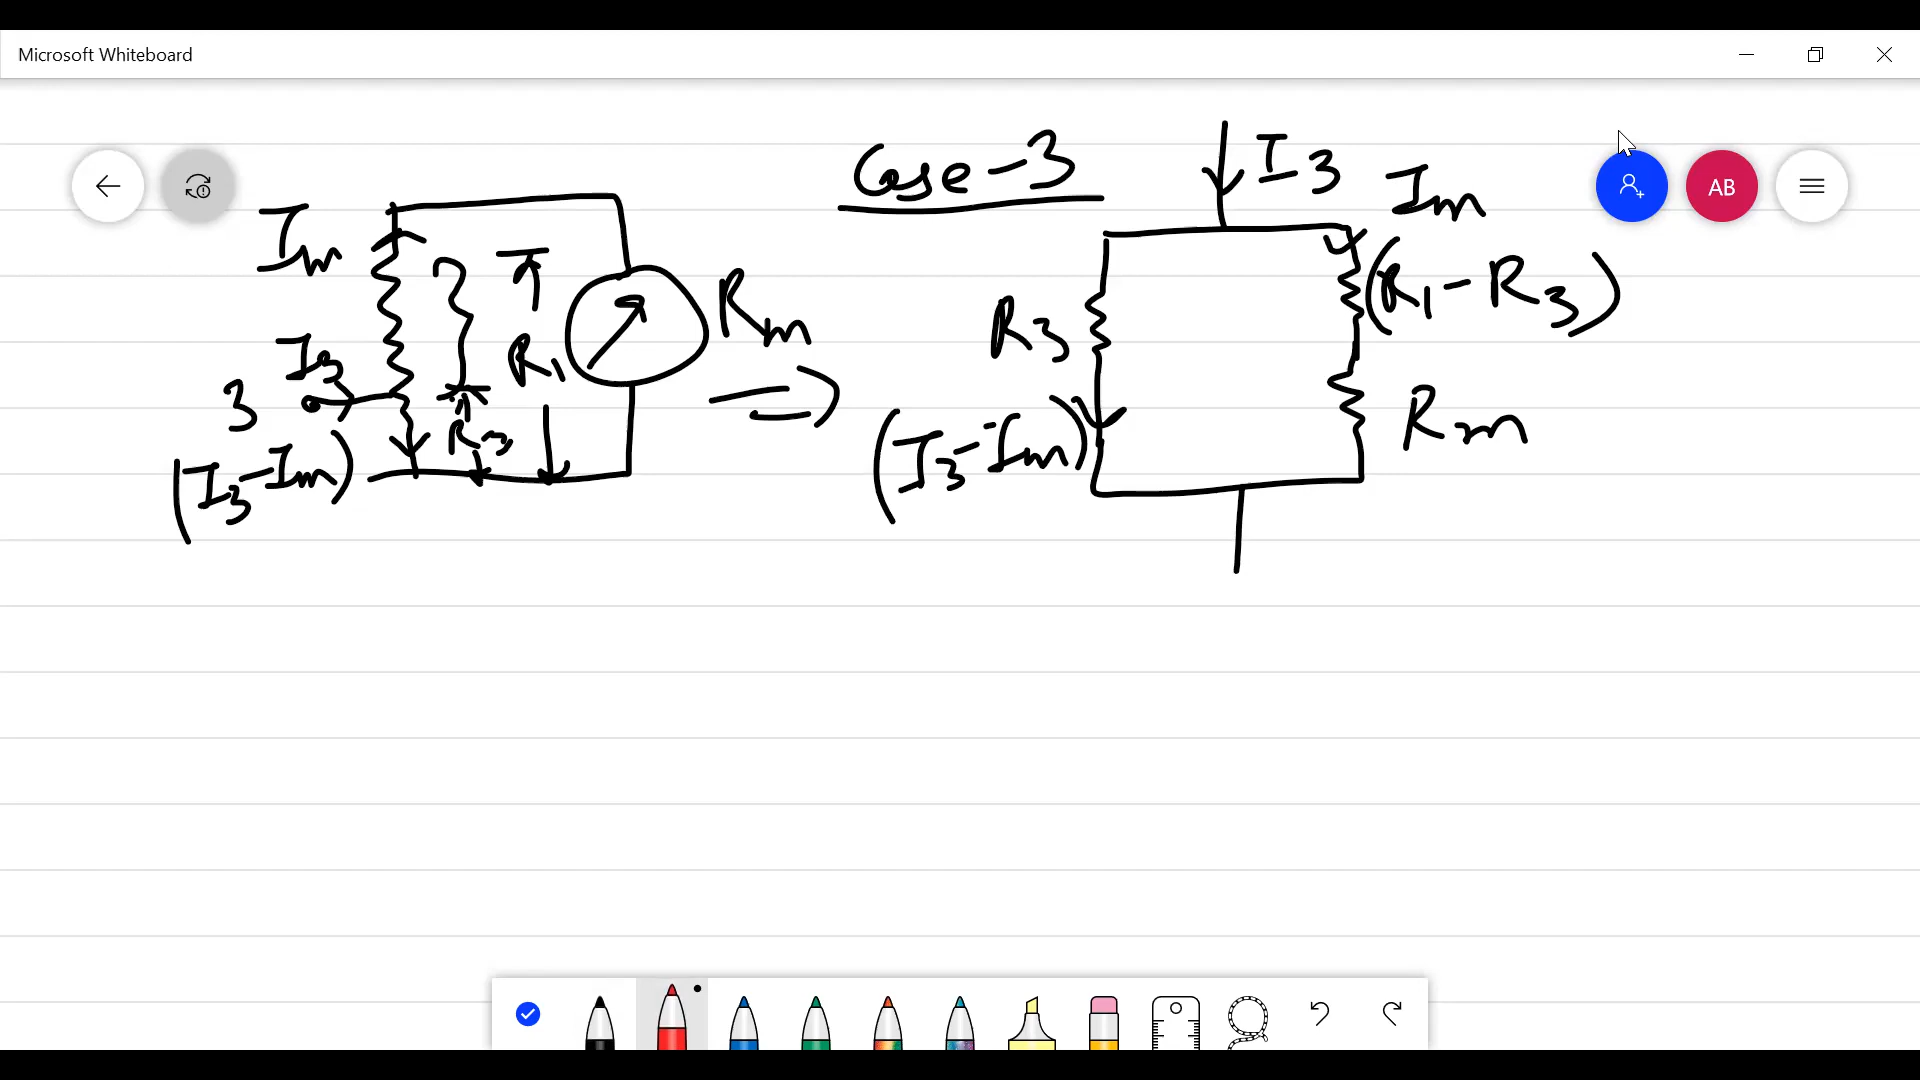 Microsoft Whiteboard
Case-3
I3
Im
AB
Im
(R1-R3)
Rm
R3
I3
R1
3
Rm
R3
(I3-Im)
(I3-Im)